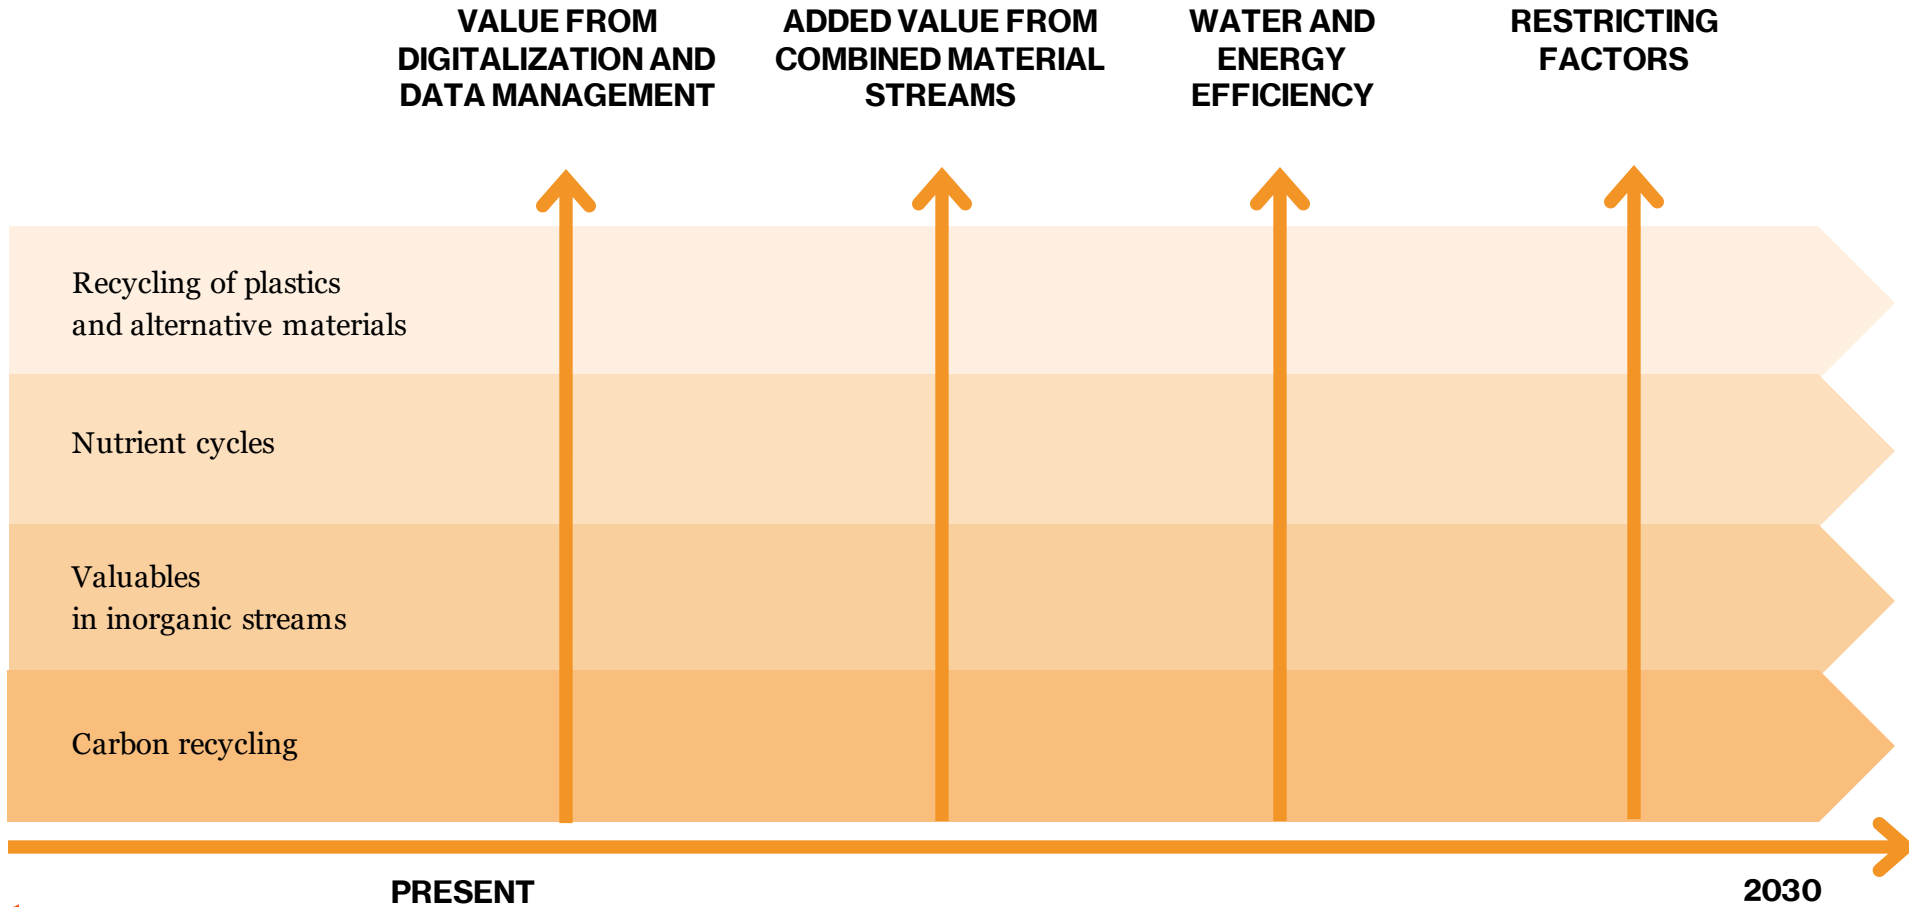 VALUE FROM
DIGITALIZATION AND
DATA MANAGEMENT
ADDED VALUE FROM
COMBINED MATERIAL
STREAMS
WATER AND
ENERGY
EFFICIENCY
RESTRICTING
FACTORS
Recycling of plastics
and alternative materials
Nutrient cycles
Valuables
in inorganic streams
Carbon recycling
PRESENT
2030